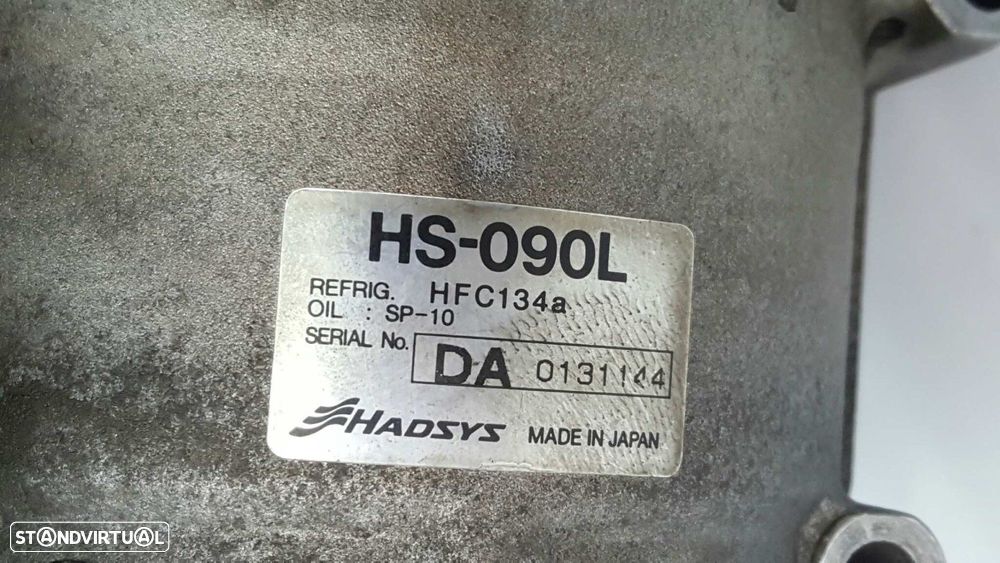 HS-090L
REFRIG. HFC134a
OIL : SP-10
SERIAL No. DA 0131144
HADSYS MADE IN JAPAN
STANDVIRTUAL